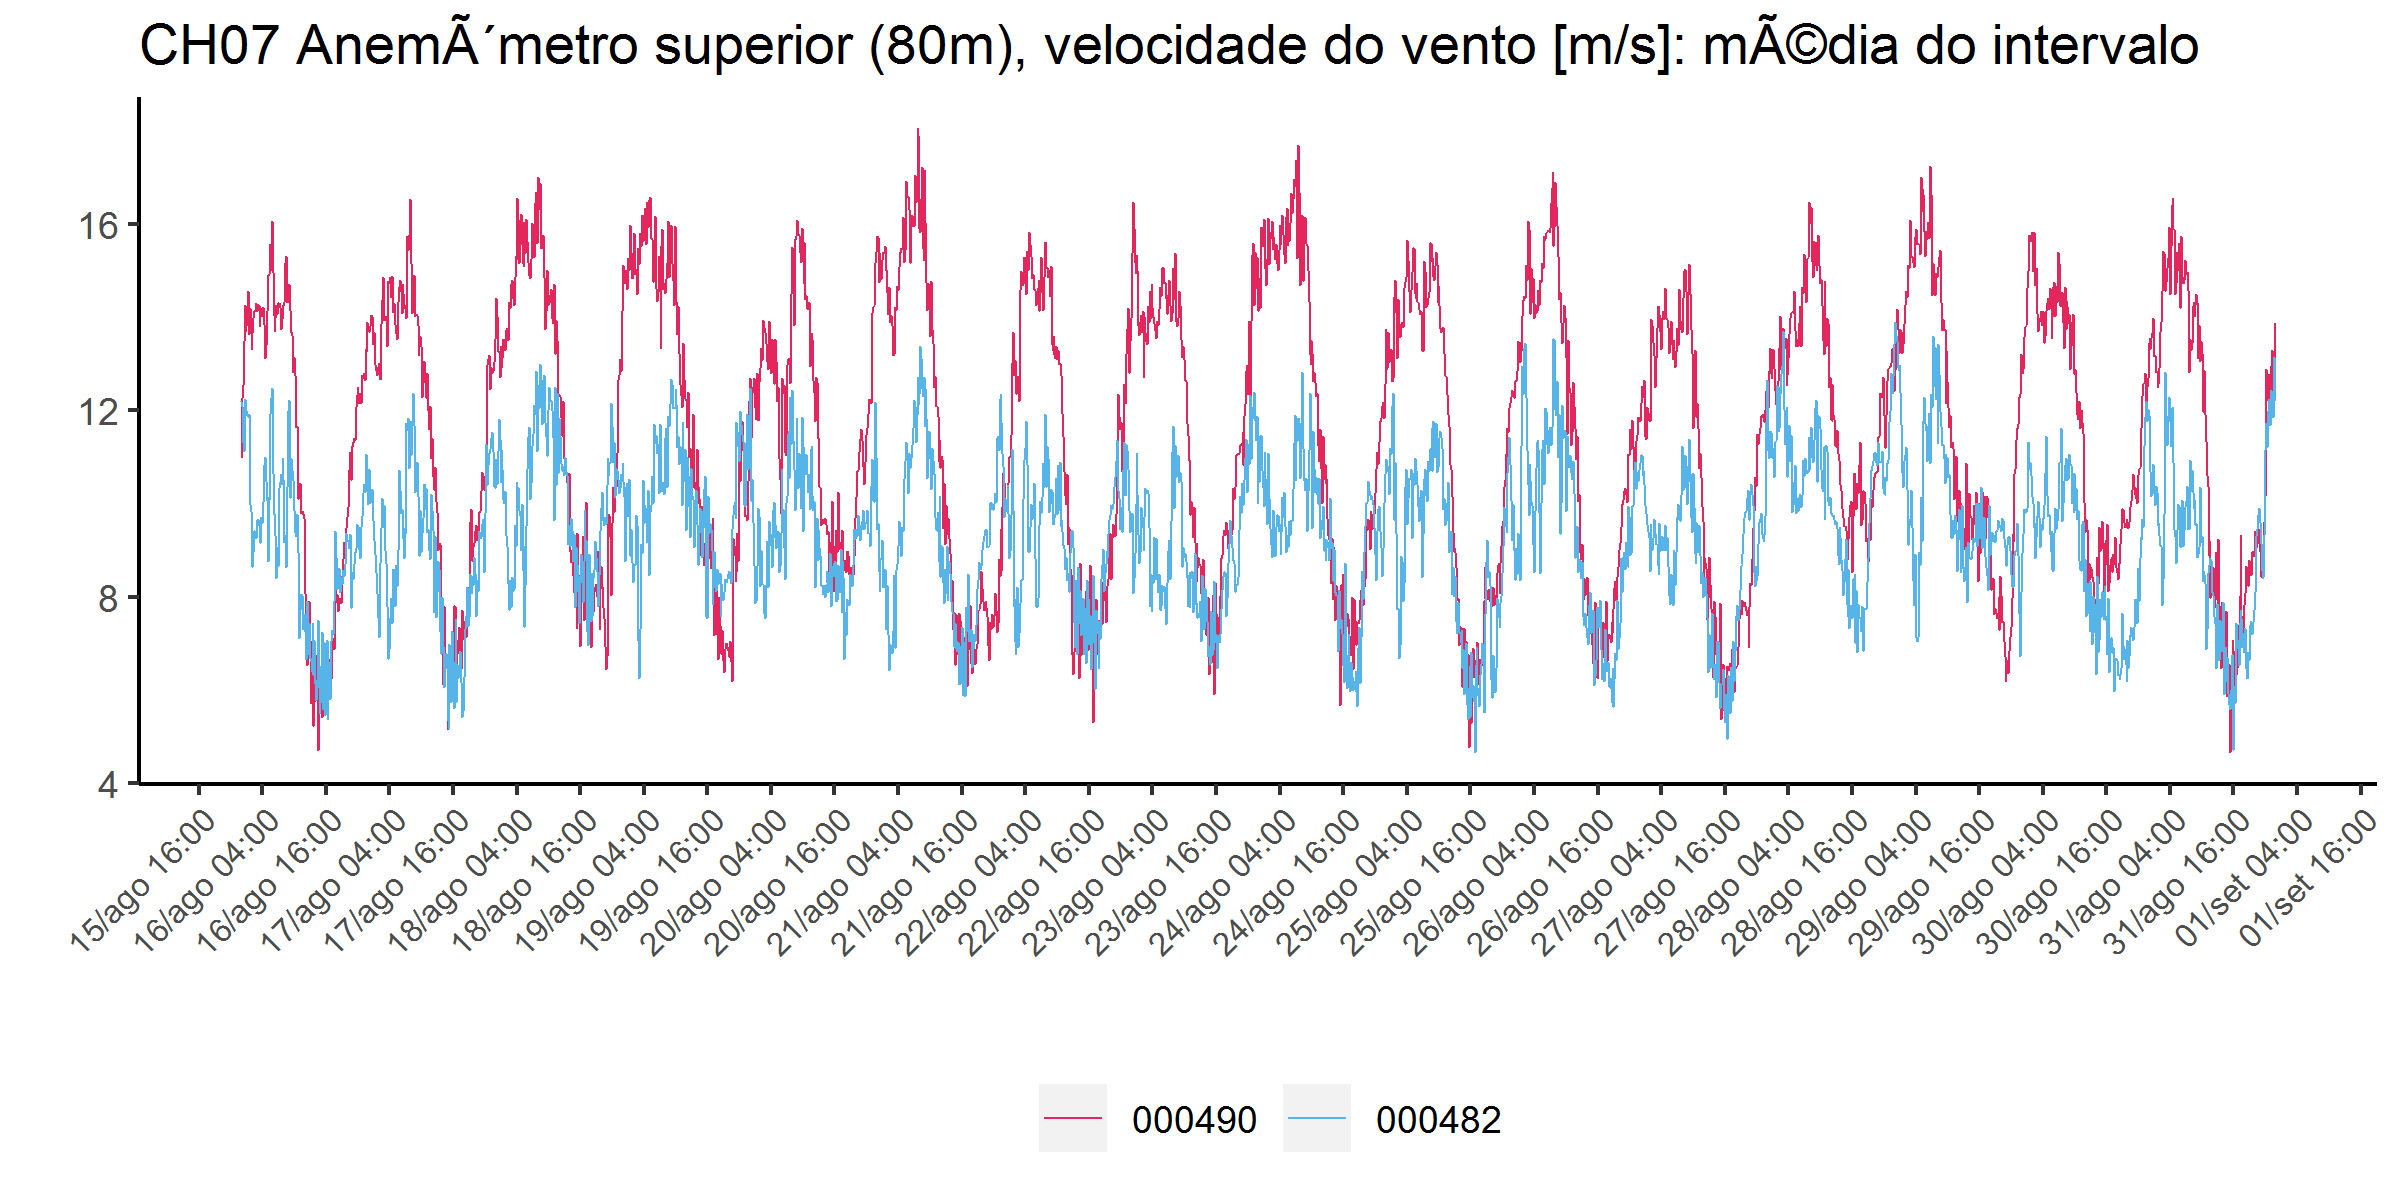 CH07 AnemÃ´metro superior (80m), velocidade do vento [m/s]: mÃ©dia do intervalo
16
12
8
4
15/ago 16:00
16/ago 04:00
16/ago 16:00
17/ago 04:00
17/ago 16:00
18/ago 04:00
18/ago 16:00
19/ago 04:00
19/ago 16:00
20/ago 04:00
20/ago 16:00
21/ago 04:00
21/ago 16:00
22/ago 04:00
22/ago 16:00
23/ago 04:00
23/ago 16:00
24/ago 04:00
24/ago 16:00
25/ago 04:00
25/ago 16:00
26/ago 04:00
26/ago 16:00
27/ago 04:00
27/ago 16:00
28/ago 04:00
28/ago 16:00
29/ago 04:00
29/ago 16:00
30/ago 04:00
30/ago 16:00
31/ago 04:00
31/ago 16:00
01/set 04:00
01/set 16:00
000490
000482